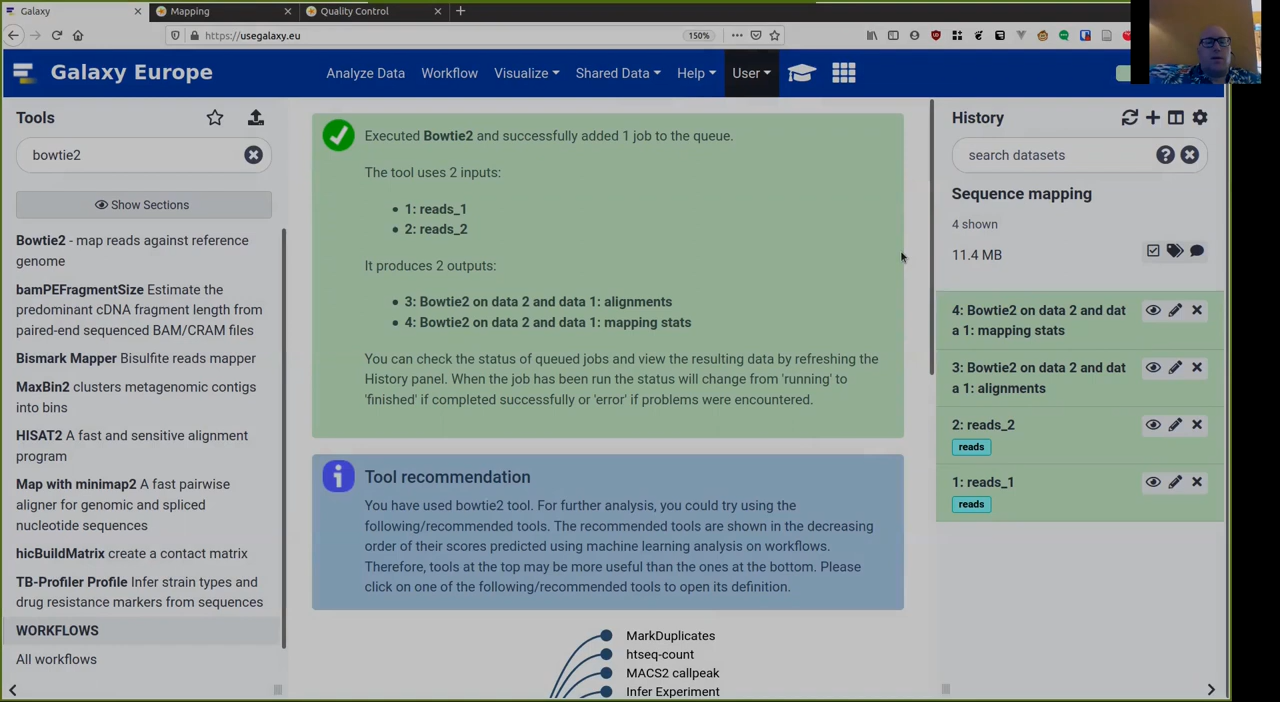 Galaxy
Mapping
Quality Control
https://usegalaxy.eu
150%
Galaxy Europe
Analyze Data
Workflow
Visualize
Shared Data
Help
User
Tools
bowtie2
Show Sections
Bowtie2 - map reads against reference
genome
bamPEFragmentSize Estimate the
predominant cDNA fragment length from
paired-end sequenced BAM/CRAM files
Bismark Mapper Bisulfite reads mapper
MaxBin2 clusters metagenomic contigs
into bins
HISAT2 A fast and sensitive alignment
program
Map with minimap2 A fast pairwise
aligner for genomic and spliced
nucleotide sequences
hicBuildMatrix create a contact matrix
TB-Profiler Profile Infer strain types and
drug resistance markers from sequences
WORKFLOWS
All workflows
Executed Bowtie2 and successfully added 1 job to the queue.
The tool uses 2 inputs:
• 1: reads_1
• 2: reads_2
It produces 2 outputs:
• 3: Bowtie2 on data 2 and data 1: alignments
• 4: Bowtie2 on data 2 and data 1: mapping stats
You can check the status of queued jobs and view the resulting data by refreshing the
History panel. When the job has been run the status will change from 'running' to
'finished' if completed successfully or 'error' if problems were encountered.
Tool recommendation
You have used bowtie2 tool. For further analysis, you could try using the
following/recommended tools. The recommended tools are shown in the decreasing
order of their scores predicted using machine learning analysis on workflows.
Therefore, tools at the top may be more useful than the ones at the bottom. Please
click on one of the following/recommended tools to open its definition.
MarkDuplicates
htseq-count
MACS2 callpeak
Infer Experiment
History
search datasets
Sequence mapping
4 shown
11.4 MB
4: Bowtie2 on data 2 and dat
a 1: mapping stats
3: Bowtie2 on data 2 and dat
a 1: alignments
2: reads_2
reads
1: reads_1
reads